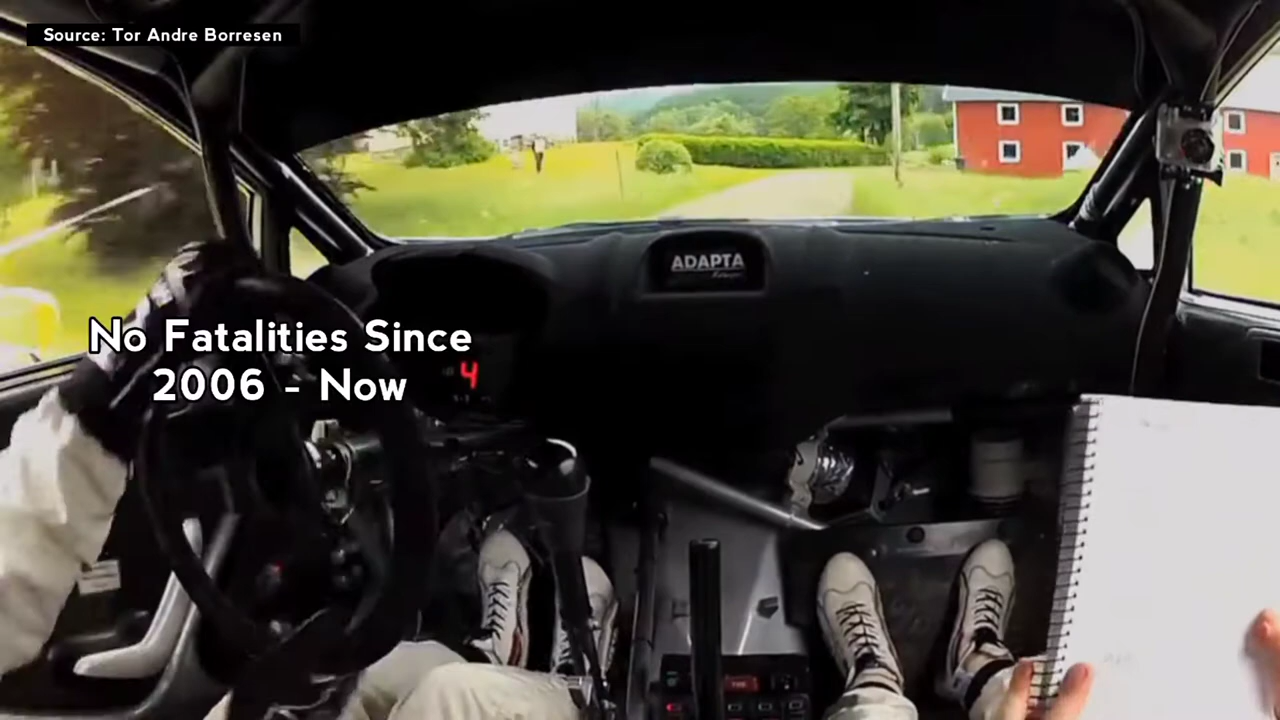 Source: Tor Andre Borresen
ADAPTA
No Fatalities Since
2006 - Now
4